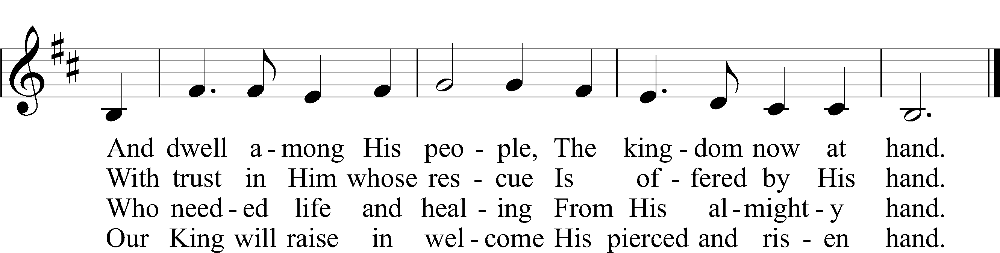 And dwell a - mong His peo - ple, The king - dom now at hand.
With trust in Him whose res - cue Is of - fered by His hand.
Who need - ed life and heal - ing From His al - might - y hand.
Our King will raise in wel - come His pierced and ris - en hand.